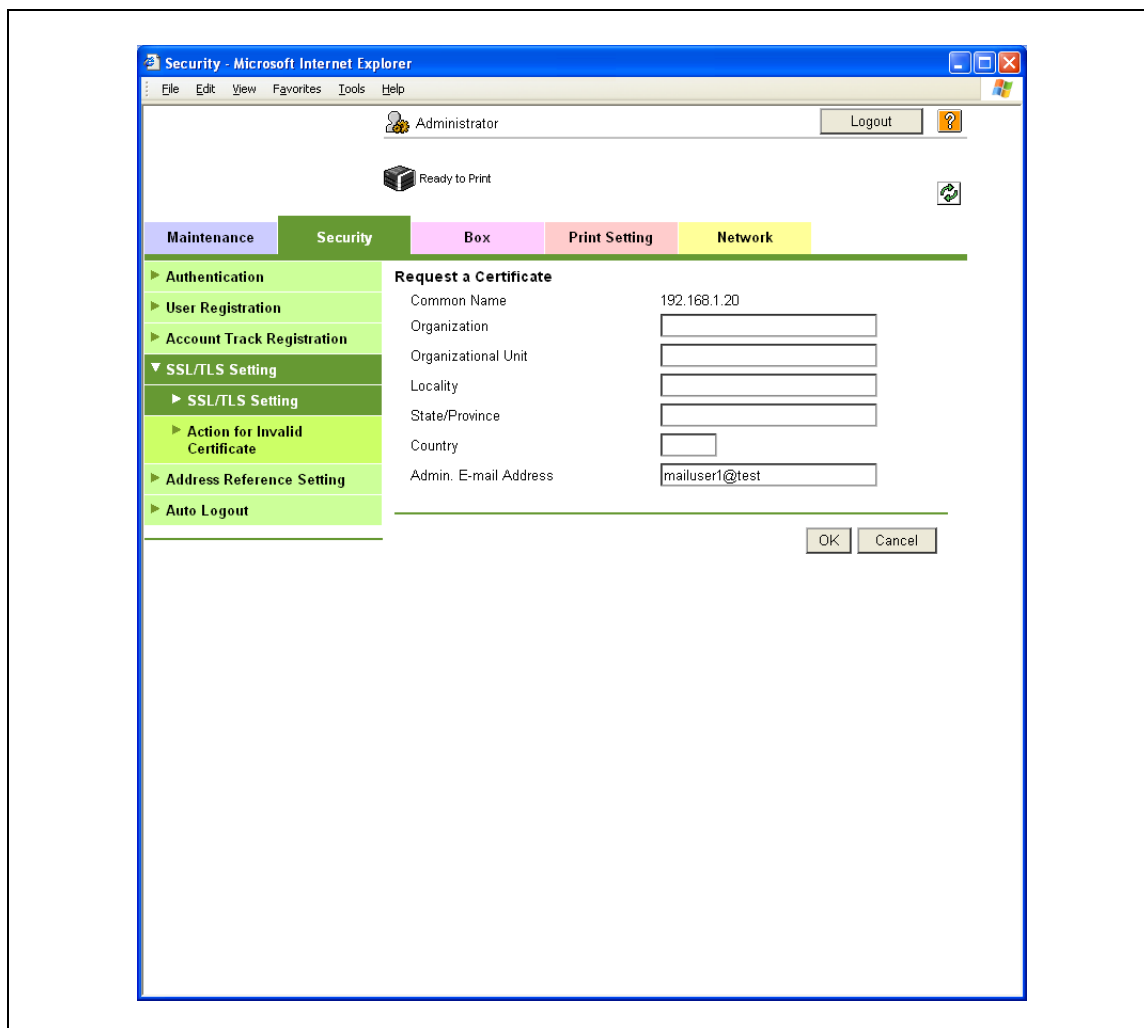 Security - Microsoft Internet Explorer
File Edit View Favorites Tools Help
Administrator
Logout
?
Ready to Print
Maintenance Security Box Print Setting Network
Authentication
User Registration
Account Track Registration
SSL/TLS Setting
SSL/TLS Setting
Action for Invalid
Certificate
Address Reference Setting
Auto Logout
Request a Certificate
Common Name 192.168.1.20
Organization
Organizational Unit
Locality
State/Province
Country
Admin. E-mail Address mailuser1@test
OK Cancel